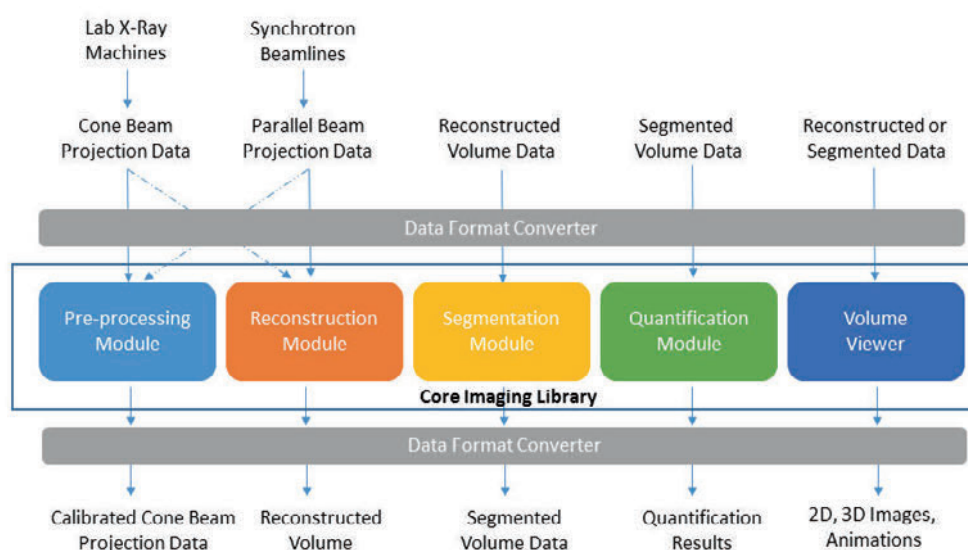 Lab X-Ray
Machines
Synchrotron
Beamlines
Cone Beam
Projection Data
Parallel Beam
Projection Data
Reconstructed
Volume Data
Segmented
Volume Data
Reconstructed or
Segmented Data
Data Format Converter
Pre-processing
Module
Reconstruction
Module
Segmentation
Module
Quantification
Module
Volume
Viewer
Core Imaging Library
Data Format Converter
Calibrated Cone Beam
Projection Data
Reconstructed
Volume
Segmented
Volume Data
Quantification
Results
2D, 3D Images,
Animations